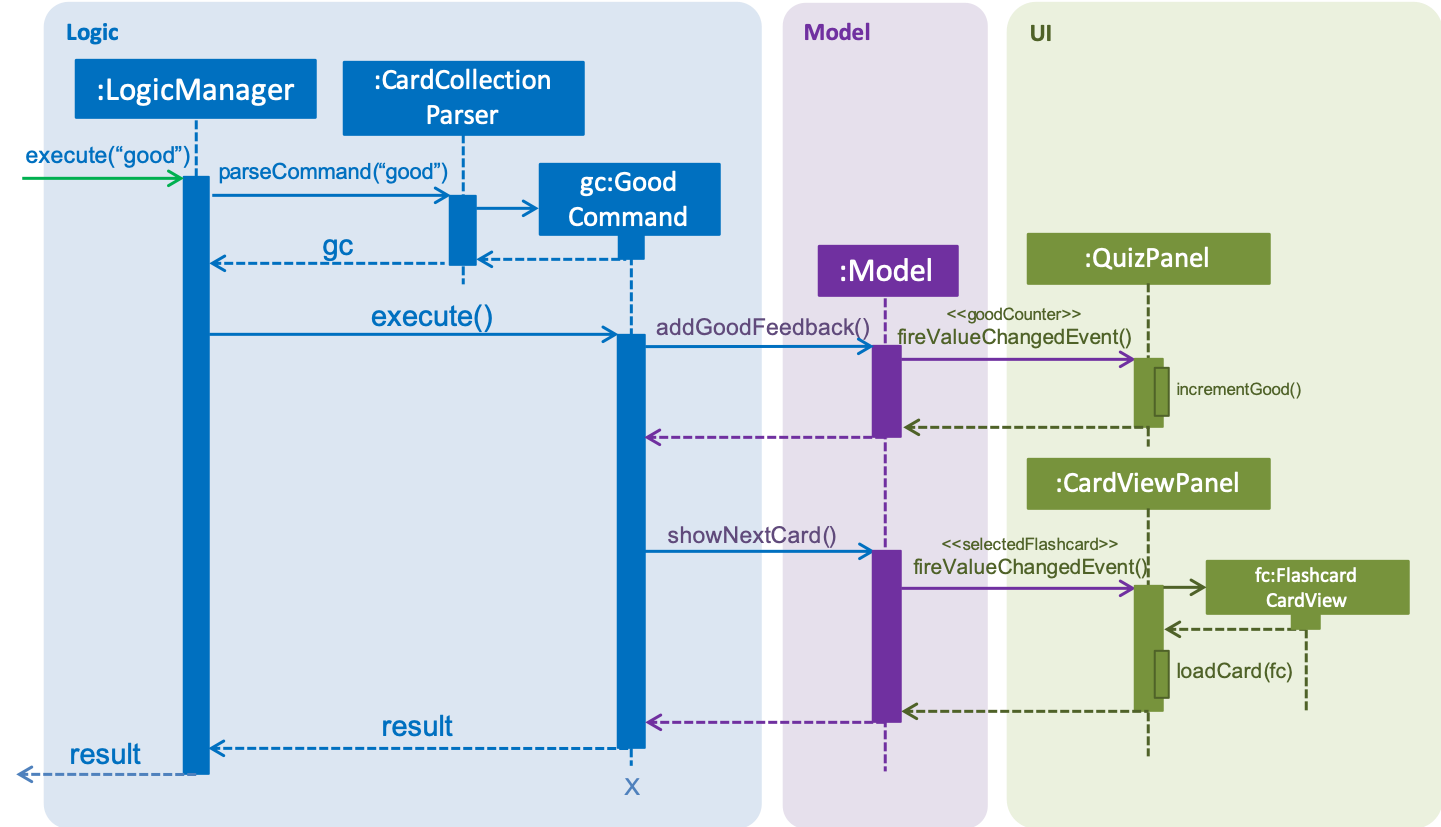 Logic
Model
UI
:LogicManager
:CardCollection
Parser
execute(“good”)
parseCommand(“good”)
gc:Good
Command
gc
:Model
:QuizPanel
execute()
addGoodFeedback()
<<goodCounter>>
fireValueChangedEvent()
incrementGood()
:CardViewPanel
showNextCard()
<<selectedFlashcard>>
fireValueChangedEvent()
fc:Flashcard
CardView
loadCard(fc)
result
result
X